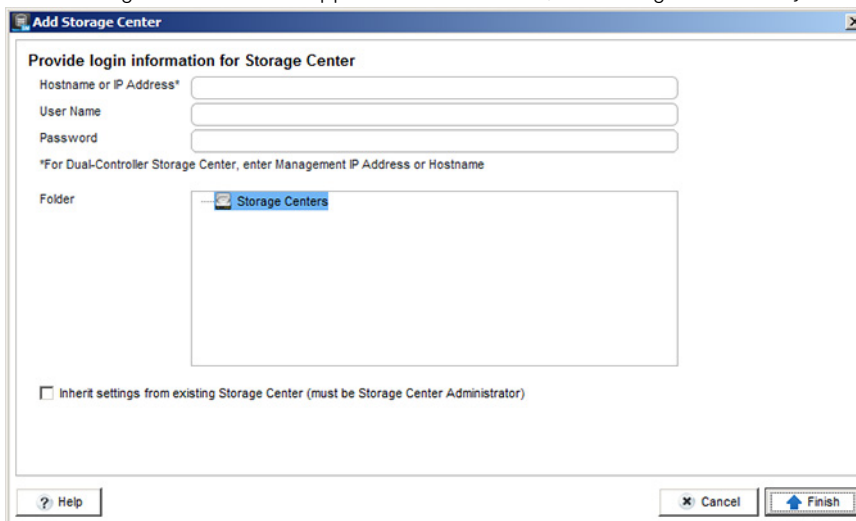 Add Storage Center
Provide login information for Storage Center
Hostname or IP Address*
User Name
Password
*For Dual-Controller Storage Center, enter Management IP Address or Hostname
Folder
Storage Centers
Inherit settings from existing Storage Center (must be Storage Center Administrator)
? Help
Cancel
Finish